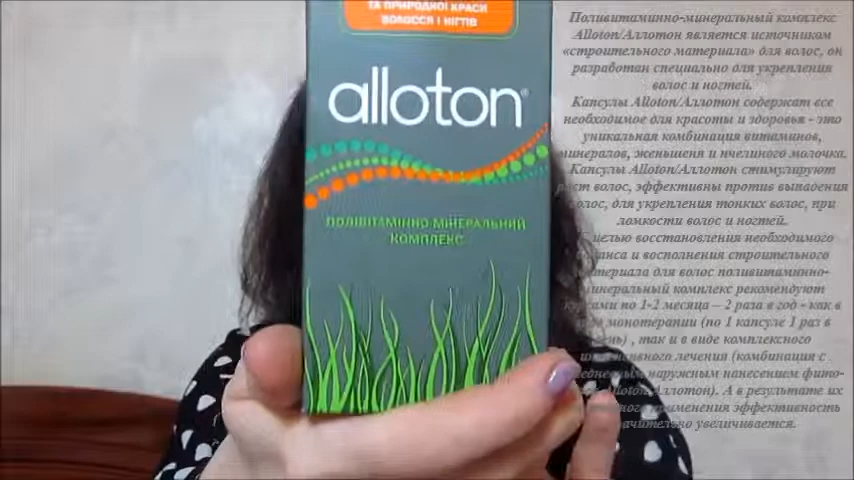 ТА ПРИРОДНОЇ КРАСИ
ВОЛОССЯ І НІГТІВ
alloton®
ПОЛІВІТАМІННО-МІНЕРАЛЬНИЙ
КОМПЛЕКС
Поливитаминно-минеральный комплекс
Alloton/Аллотон является источником
«строительного материала» для волос, он
разработан специально для укрепления
волос и ногтей.
Капсулы Alloton/Аллотон содержат все
необходимое для красоты и здоровья - это
уникальная комбинация витаминов,
минералов, женьшеня и пчелиного молочка.
Капсулы Alloton/Аллотон стимулируют
рост волос, эффективны против выпадения
волос, для укрепления тонких волос, при
ломкости волос и ногтей.
С целью восстановления необходимого
баланса и восполнения строительного
материала для волос поливитаминно-
минеральный комплекс рекомендуют
курсами по 1-2 месяца – 2 раза в год - как в
монотерапии (по 1 капсуле 1 раз в
день) , так и в виде комплексного
лечения (комбинация с
наружным нанесением фито-
Аллотон). А в результате их
применения эффективность
значительно увеличивается.